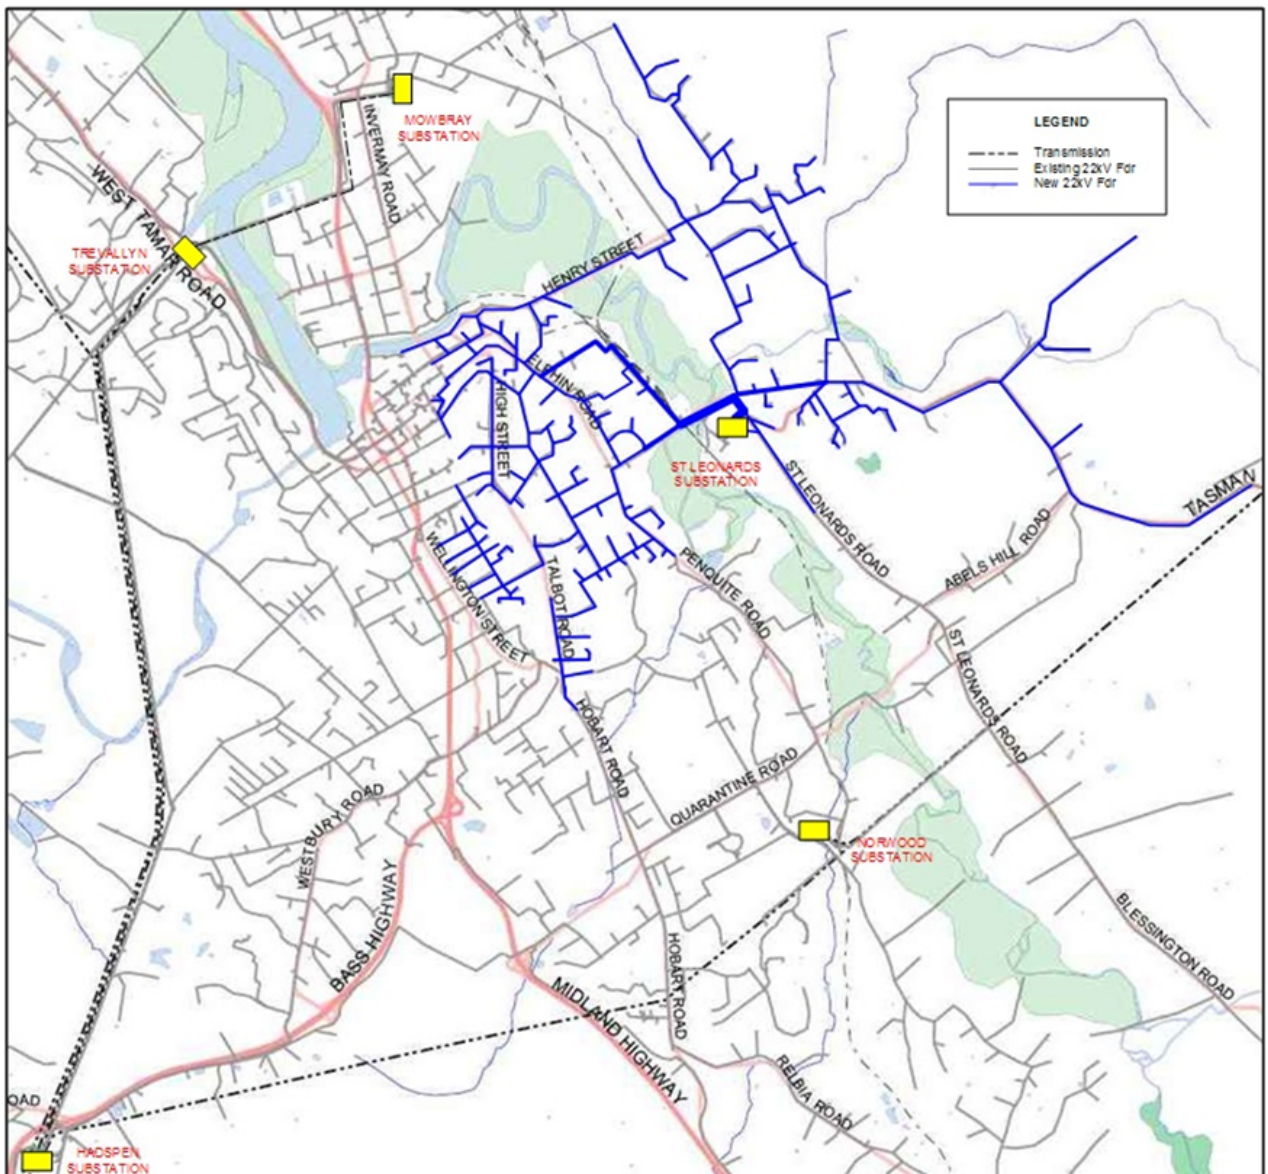 MOWBRAY
SUBSTATION
INVERMAY ROAD
LEGEND
Transmission
Existing 22kV Fdr
New 22kV Fdr
WEST TAMAR ROAD
TREVALLYN
SUBSTATION
HENRY STREET
ELPHIN ROAD
HIGH STREET
ST LEONARDS
SUBSTATION
ST LEONARDS ROAD
TASMAN
ABELS HILL ROAD
WELLINGTON STREET
TALBOT ROAD
PENQUITE ROAD
ST LEONARDS ROAD
HOBART ROAD
QUARANTINE ROAD
WESTBURY ROAD
NORWOOD
SUBSTATION
BASS HIGHWAY
BLESSINGTON ROAD
HOBART ROAD
MIDLAND HIGHWAY
RELBIA ROAD
OAD
HADSPEN
SUBSTATION